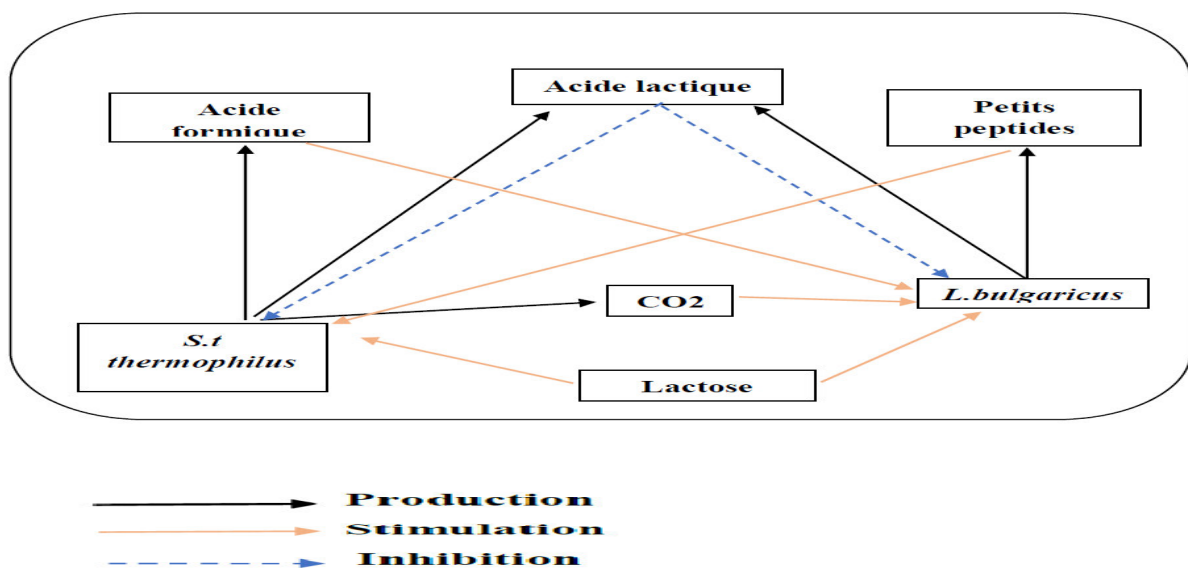 Acide lactique
Acide
formique
Petits
peptides
CO2
L.bulgaricus
S.t
thermophilus
Lactose
Production
Stimulation
Inhibition